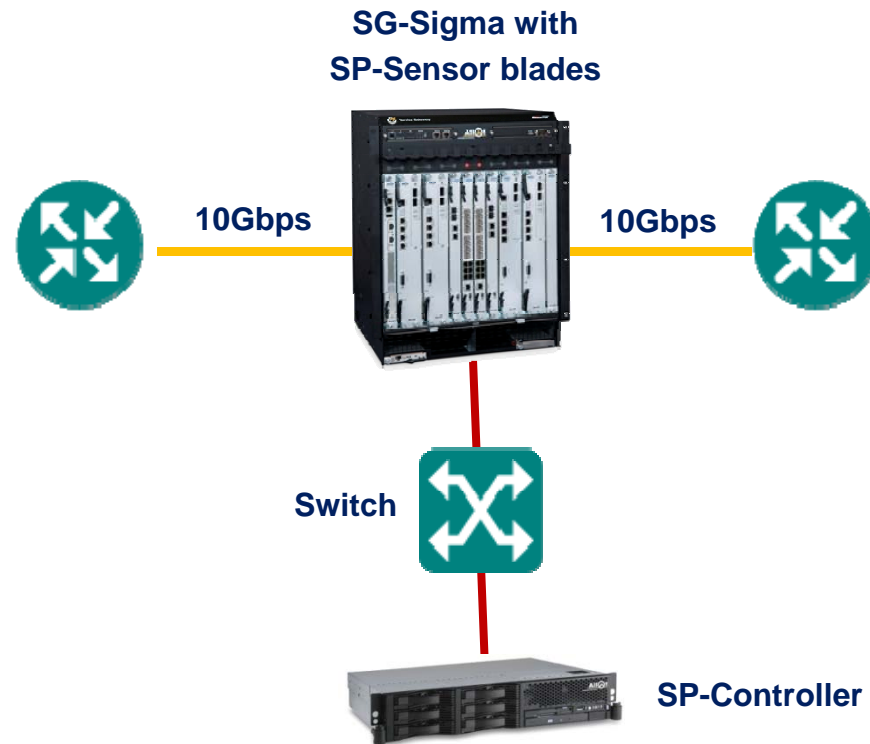 SG-Sigma with
SP-Sensor blades
10Gbps
10Gbps
Switch
SP-Controller